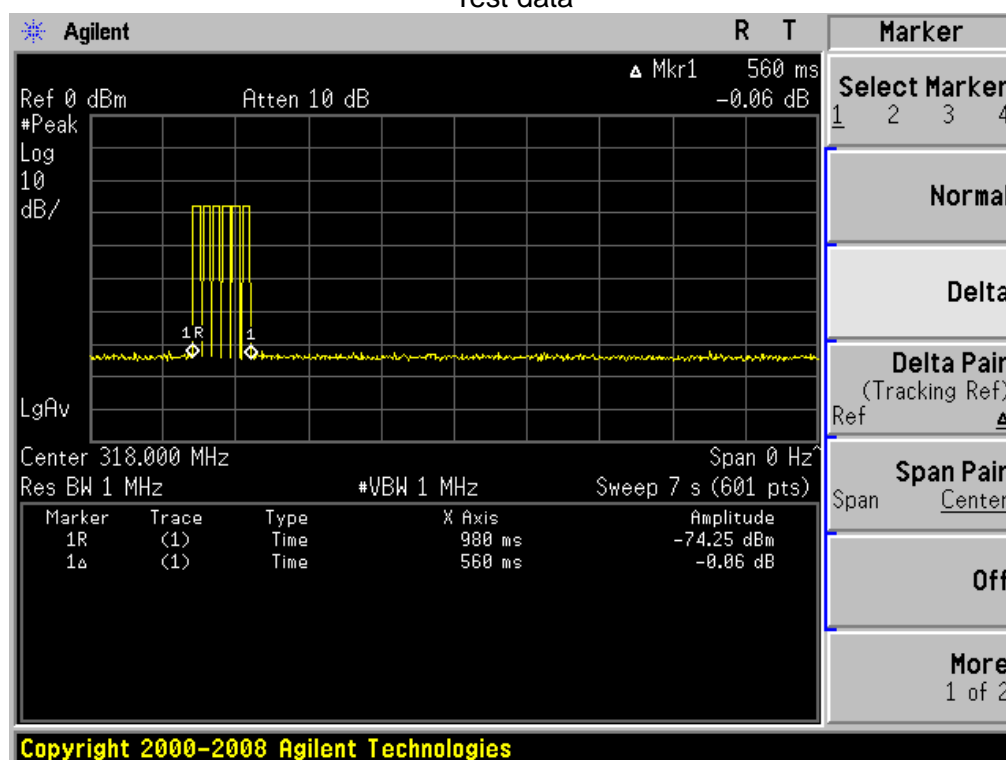 Test data
Agilent R T Marker
Δ Mkr1 560 ms
Ref 0 dBm Atten 10 dB -0.06 dB
#Peak
Log
10
dB/
1R 1
LgAv
Center 318.000 MHz Span 0 Hz^
Res BW 1 MHz #VBW 1 MHz Sweep 7 s (601 pts)
Marker Trace Type X Axis Amplitude
1R (1) Time 980 ms -74.25 dBm
1Δ (1) Time 560 ms -0.06 dB
Select Marker
1 2 3 4
Normal
Delta
Delta Pair
(Tracking Ref)
Ref Δ
Span Pair
Span Center
Off
More
1 of 2
Copyright 2000-2008 Agilent Technologies